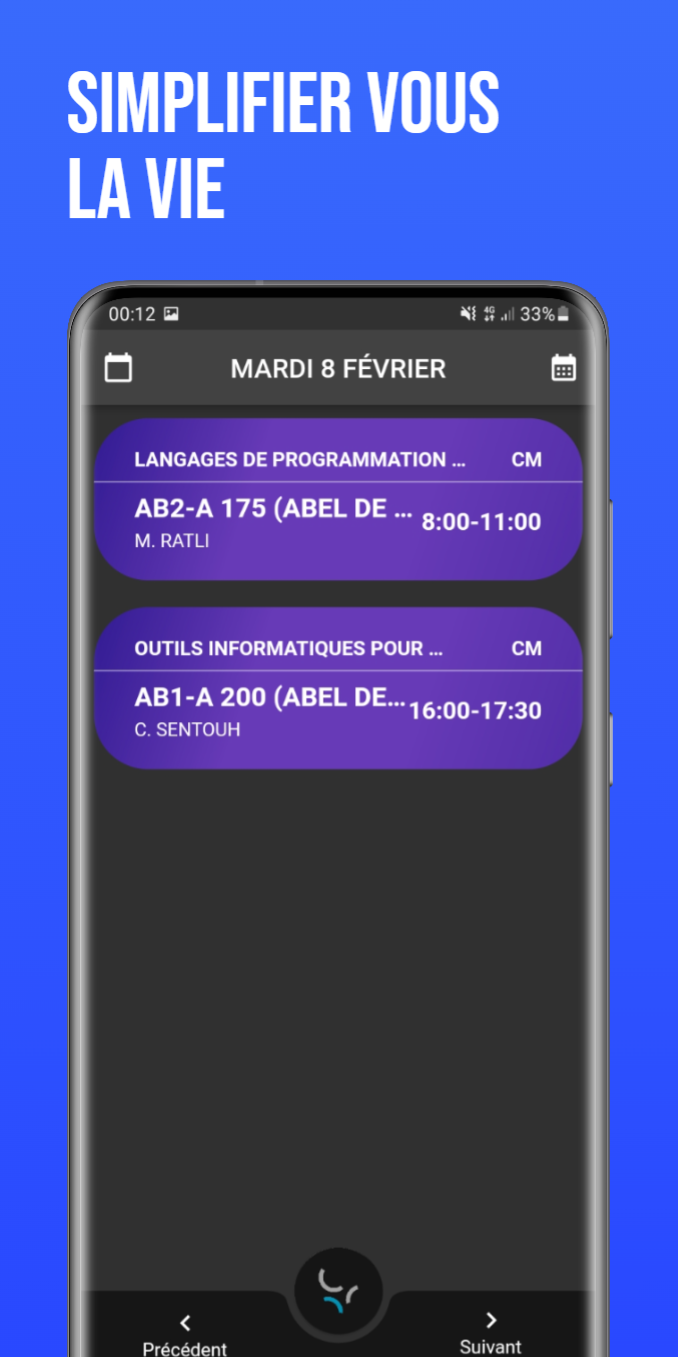 SIMPLIFIER VOUS
LA VIE
00:12 4G 33%
MARDI 8 FÉVRIER
LANGAGES DE PROGRAMMATION ... CM
AB2-A 175 (ABEL DE ... 8:00-11:00
M. RATLI
OUTILS INFORMATIQUES POUR ... CM
AB1-A 200 (ABEL DE... 16:00-17:30
C. SENTOUH
Précédent Suivant